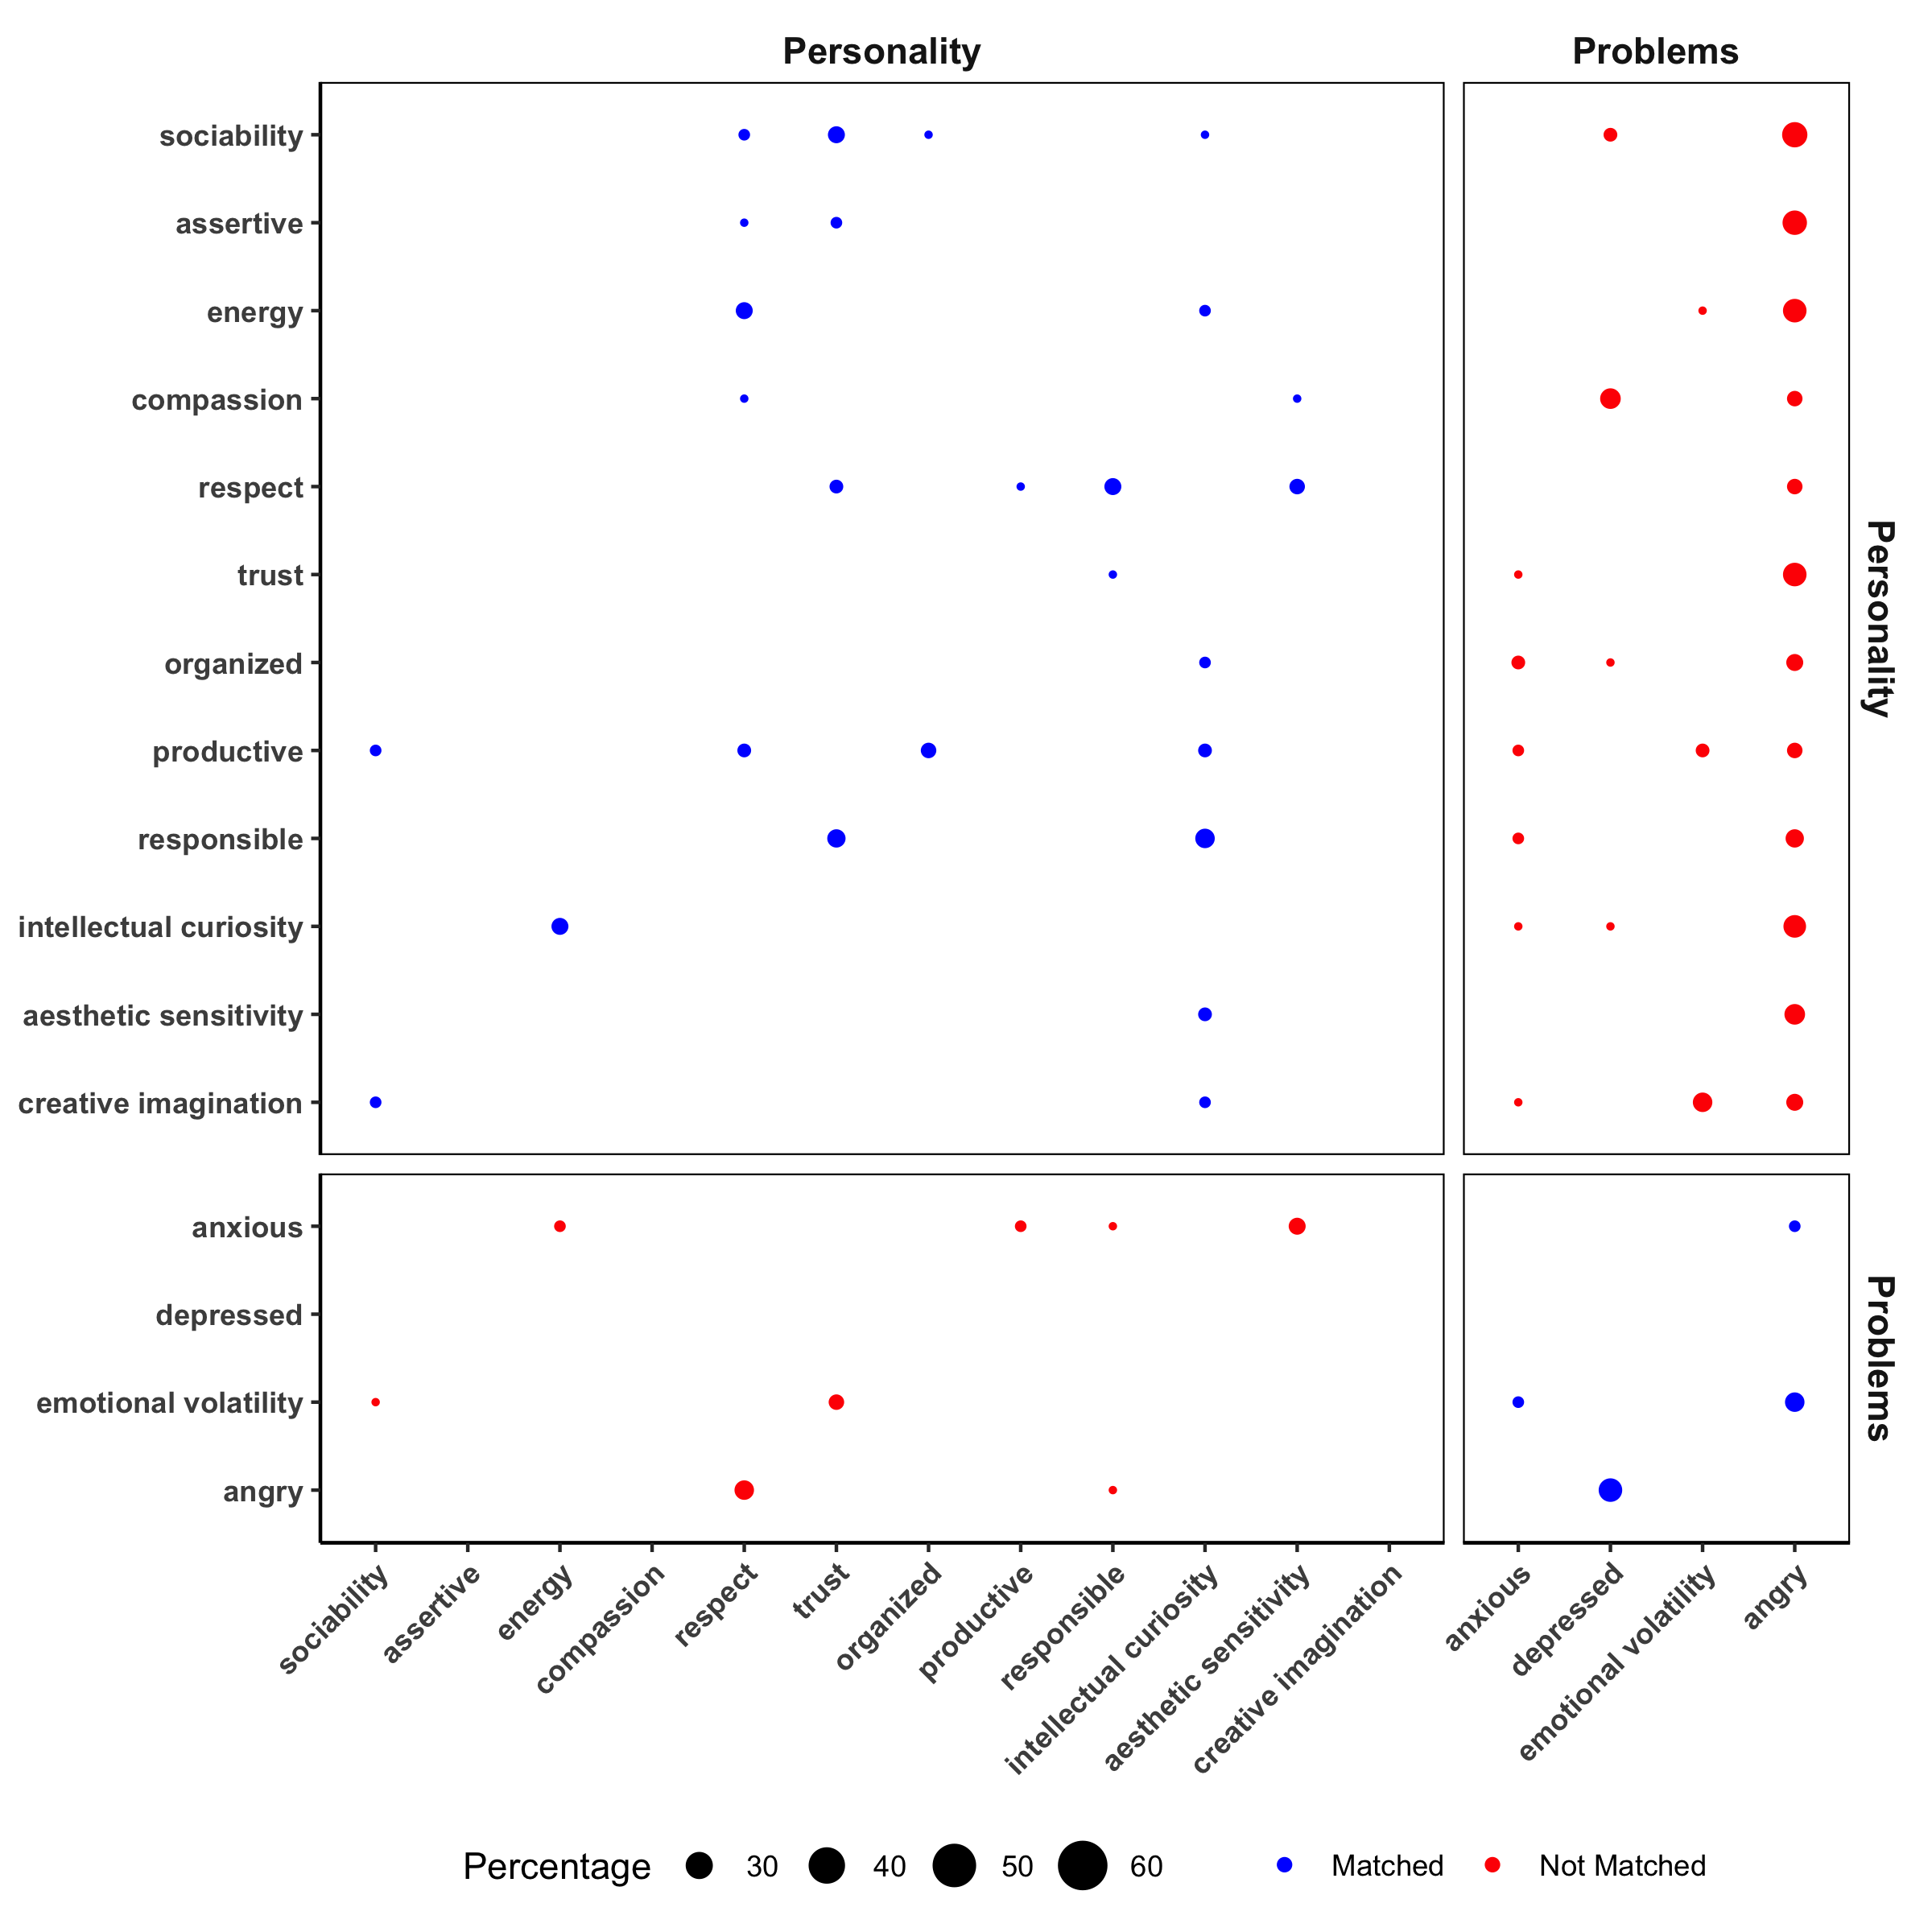 Personality
Problems
sociability
assertive
energy
compassion
respect
trust
organized
productive
responsible
intellectual curiosity
aesthetic sensitivity
creative imagination
Personality
anxious
depressed
emotional volatility
angry
Problems
sociability
assertive
energy
compassion
respect
trust
organized
productive
responsible
intellectual curiosity
aesthetic sensitivity
creative imagination
anxious
depressed
emotional volatility
angry
Percentage 30 40 50 60 Matched Not Matched